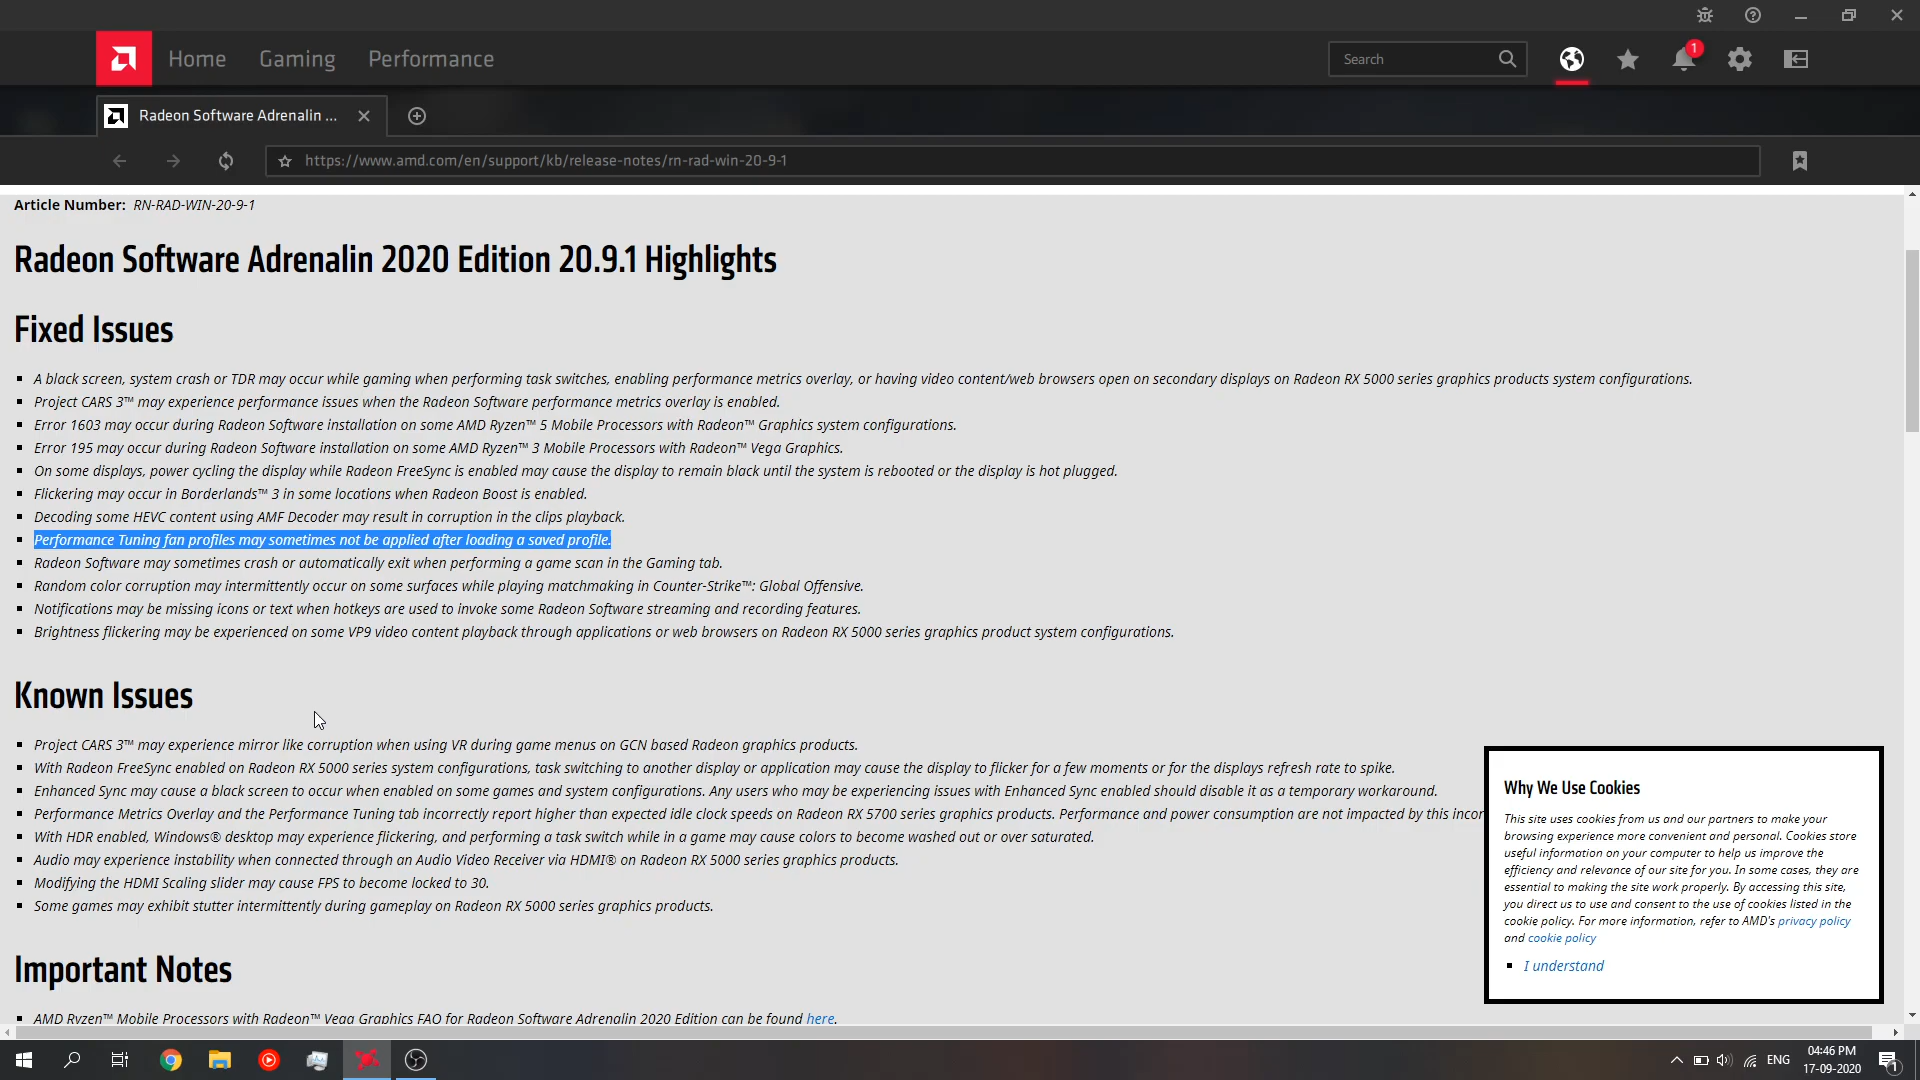 Home Gaming Performance Search 1
Radeon Software Adrenalin ...
https://www.amd.com/en/support/kb/release-notes/rn-rad-win-20-9-1
Article Number: RN-RAD-WIN-20-9-1
Radeon Software Adrenalin 2020 Edition 20.9.1 Highlights
Fixed Issues
A black screen, system crash or TDR may occur while gaming when performing task switches, enabling performance metrics overlay, or having video content/web browsers open on secondary displays on Radeon RX 5000 series graphics products system configurations.
Project CARS 3™ may experience performance issues when the Radeon Software performance metrics overlay is enabled.
Error 1603 may occur during Radeon Software installation on some AMD Ryzen™ 5 Mobile Processors with Radeon™ Graphics system configurations.
Error 195 may occur during Radeon Software installation on some AMD Ryzen™ 3 Mobile Processors with Radeon™ Vega Graphics.
On some displays, power cycling the display while Radeon FreeSync is enabled may cause the display to remain black until the system is rebooted or the display is hot plugged.
Flickering may occur in Borderlands™ 3 in some locations when Radeon Boost is enabled.
Decoding some HEVC content using AMF Decoder may result in corruption in the clips playback.
Performance Tuning fan profiles may sometimes not be applied after loading a saved profile.
Radeon Software may sometimes crash or automatically exit when performing a game scan in the Gaming tab.
Random color corruption may intermittently occur on some surfaces while playing matchmaking in Counter-Strike™: Global Offensive.
Notifications may be missing icons or text when hotkeys are used to invoke some Radeon Software streaming and recording features.
Brightness flickering may be experienced on some VP9 video content playback through applications or web browsers on Radeon RX 5000 series graphics product system configurations.
Known Issues
Project CARS 3™ may experience mirror like corruption when using VR during game menus on GCN based Radeon graphics products.
With Radeon FreeSync enabled on Radeon RX 5000 series system configurations, task switching to another display or application may cause the display to flicker for a few moments or for the displays refresh rate to spike.
Enhanced Sync may cause a black screen to occur when enabled on some games and system configurations. Any users who may be experiencing issues with Enhanced Sync enabled should disable it as a temporary workaround.
Performance Metrics Overlay and the Performance Tuning tab incorrectly report higher than expected idle clock speeds on Radeon RX 5700 series graphics products. Performance and power consumption are not impacted by this incor
With HDR enabled, Windows® desktop may experience flickering, and performing a task switch while in a game may cause colors to become washed out or over saturated.
Audio may experience instability when connected through an Audio Video Receiver via HDMI® on Radeon RX 5000 series graphics products.
Modifying the HDMI Scaling slider may cause FPS to become locked to 30.
Some games may exhibit stutter intermittently during gameplay on Radeon RX 5000 series graphics products.
Important Notes
AMD Ryzen™ Mobile Processors with Radeon™ Vega Graphics FAQ for Radeon Software Adrenalin 2020 Edition can be found here.
Why We Use Cookies
This site uses cookies from us and our partners to make your
browsing experience more convenient and personal. Cookies store
useful information on your computer to help us improve the
efficiency and relevance of our site for you. In some cases, they are
essential to making the site work properly. By accessing this site,
you direct us to use and consent to the use of cookies listed in the
cookie policy. For more information, refer to AMD's privacy policy
and cookie policy
I understand
ENG
04:46 PM
17-09-2020
1